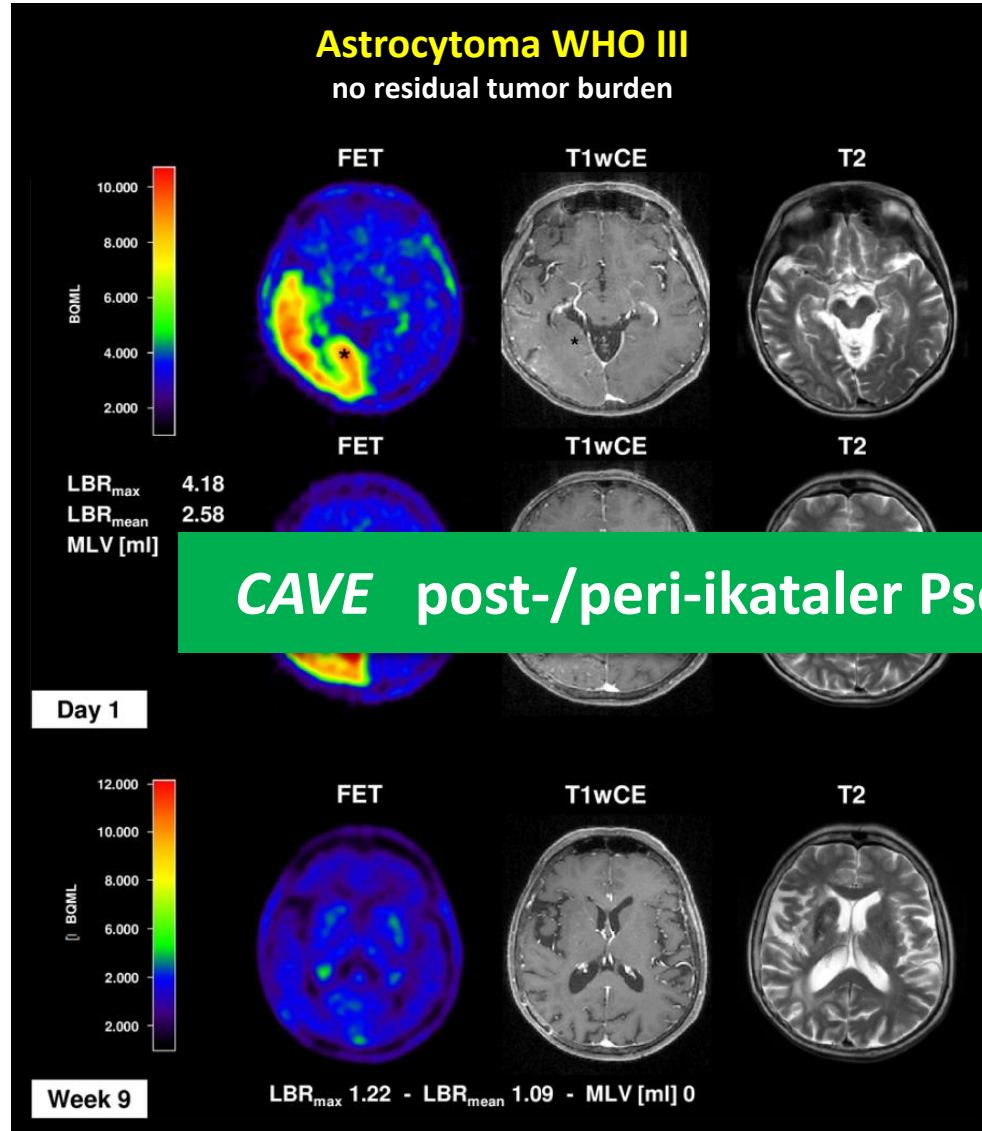 Astrocytoma WHO III
no residual tumor burden
FET T1wCE T2
10.000
8.000
6.000
4.000
2.000
BQML
*
*
FET T1wCE T2
LBRmax 4.18
LBRmean 2.58
MLV [ml]
CAVE post-/peri-ikataler
Day 1
FET T1wCE T2
12.000
10.000
8.000
6.000
2.000
2.000
BQML
Week 9
LBRmax 1.22 - LBRmean 1.09 - MLV [ml] 0